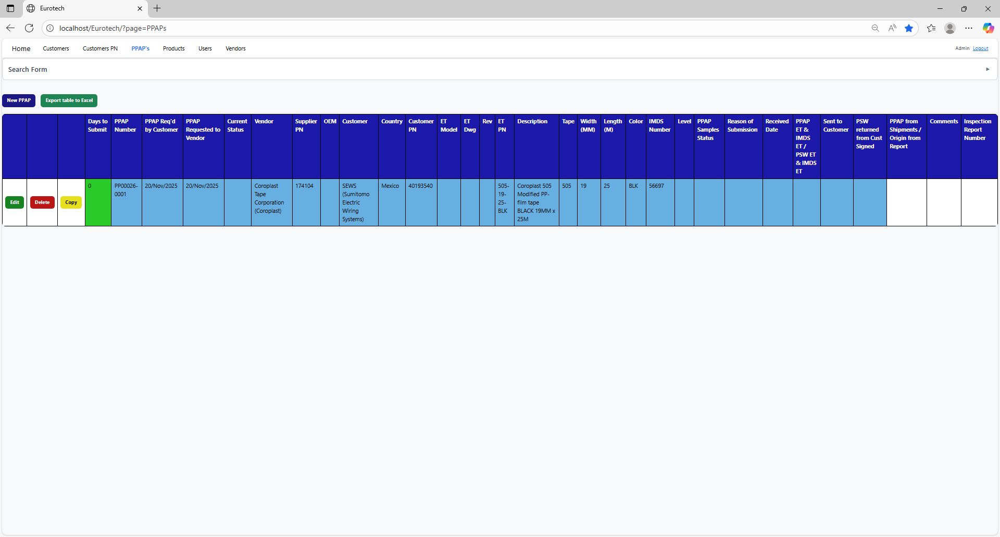 Eurotech
localhost/Eurotech/?page=PPAPs
Home Customers Customers PN PPAP's Products Users Vendors Admin Logout
Search Form
New PPAP Export table to Excel
Days to Submit
PPAP Number
PPAP Req'd by Customer
PPAP Requested to Vendor
Current Status
Vendor
Supplier PN
OEM
Customer
Country
Customer PN
ET Model
ET Dwg
Rev
ET PN
Description
Tape
Width (MM)
Length (M)
Color
IMDS Number
Level
PPAP Samples Status
Reason of Submission
Received Date
PPAP ET & IMDS ET / PSW ET & IMDS ET
Sent to Customer
PSW returned from Cust Signed
PPAP from Shipments / Origin from Report
Comments
Inspection Report Number
Edit
Delete
Copy
0
PP00026-0001
20/Nov/2025
20/Nov/2025
Coroplast Tape Corporation (Coroplast)
174104
SEWS (Sumitomo Electric Wiring Systems)
Mexico
40193540
505-19-25-BLK
Coroplast 505 Modified PP-film tape BLACK 19MM x 25M
505
19
25
BLK
56697